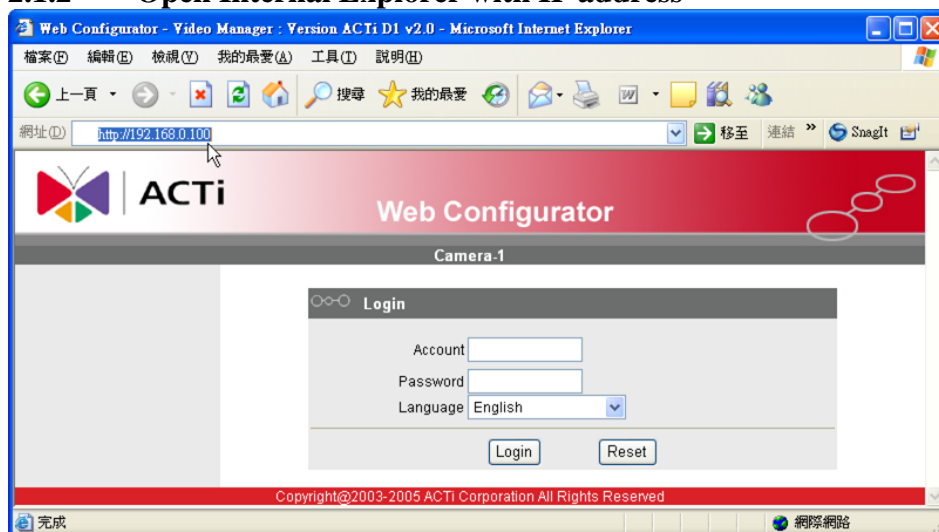 2.1.2 Open Internal Explorer with IP address
Web Configurator - Video Manager : Version ACTi D1 v2.0 - Microsoft Internet Explorer
檔案(F) 編輯(E) 檢視(V) 我的最愛(A) 工具(T) 說明(H)
上一頁 搜尋 我的最愛
網址(D) http://192.168.0.100 移至 連結 » SnagIt
ACTi
Web Configurator
Camera-1
Login
Account
Password
Language English
Login Reset
Copyright@2003-2005 ACTi Corporation All Rights Reserved
完成 網際網路